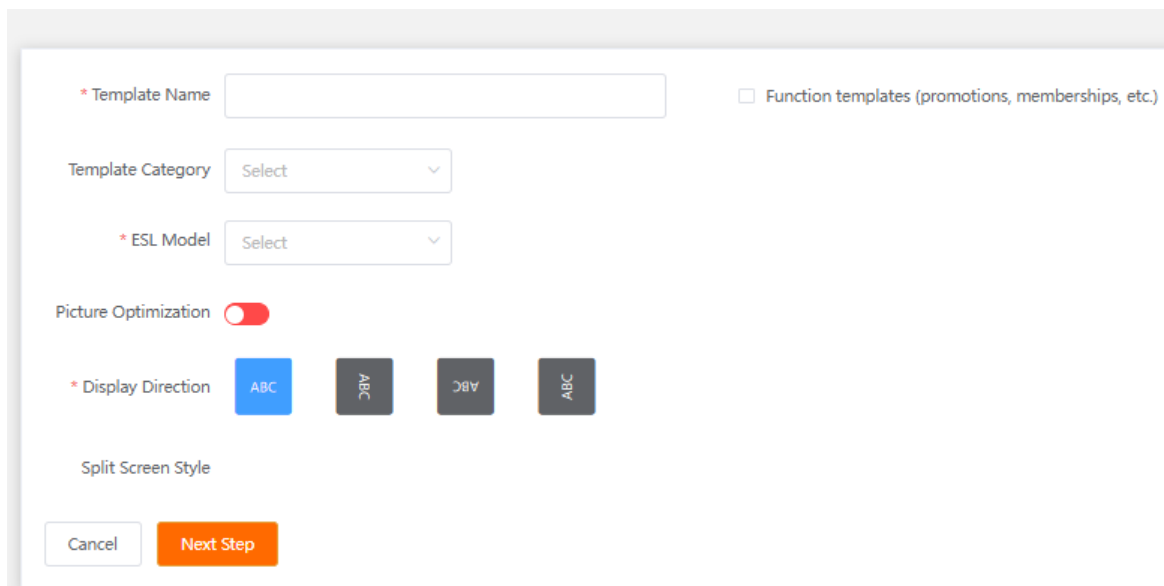 * Template Name
Function templates (promotions, memberships, etc.)
Template Category Select
* ESL Model Select
Picture Optimization
* Display Direction ABC ABC ABC ABC
Split Screen Style
Cancel Next Step